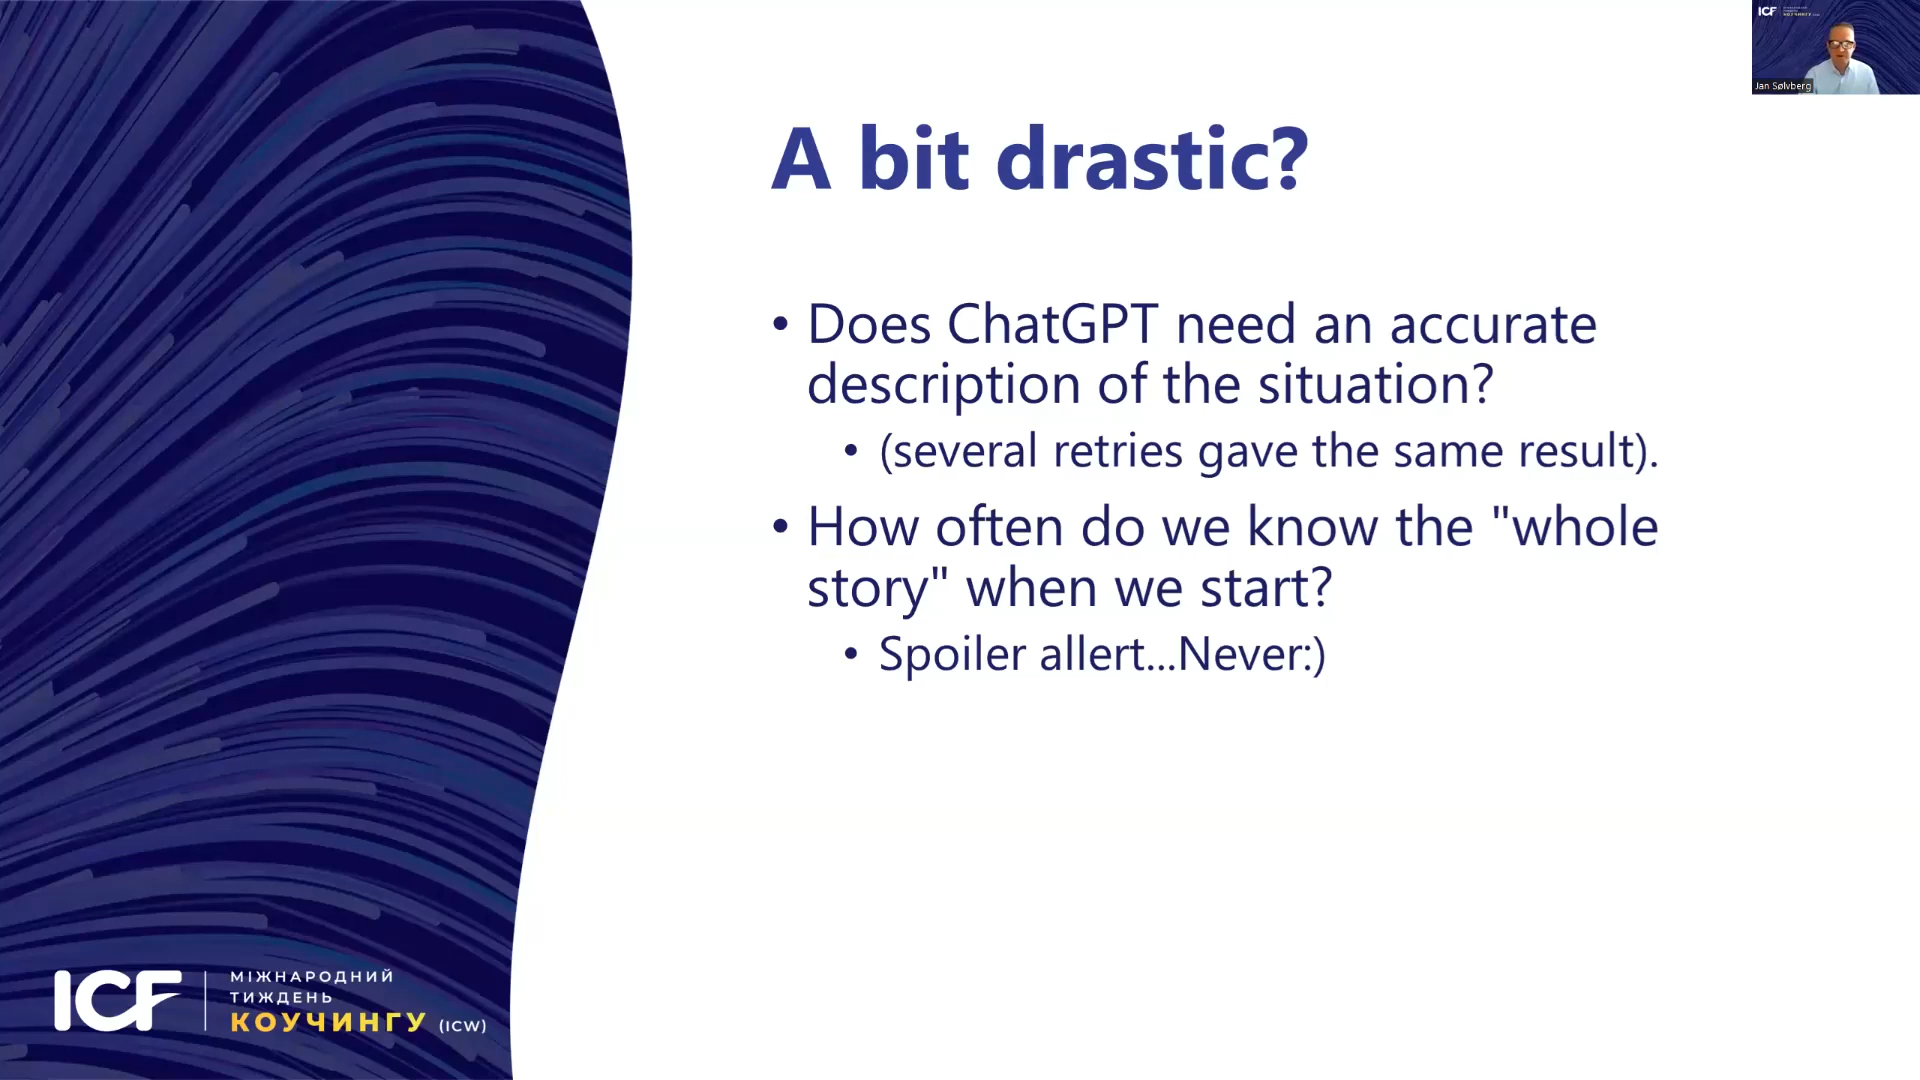 A bit drastic?
• Does ChatGPT need an accurate
description of the situation?
• (several retries gave the same result).
• How often do we know the "whole
story" when we start?
• Spoiler allert...Never:)
ICF
МІЖНАРОДНИЙ
ТИЖДЕНЬ
КОУЧИНГУ (ICW)
ICF
КОУЧИНГУ
Jan Sølvberg